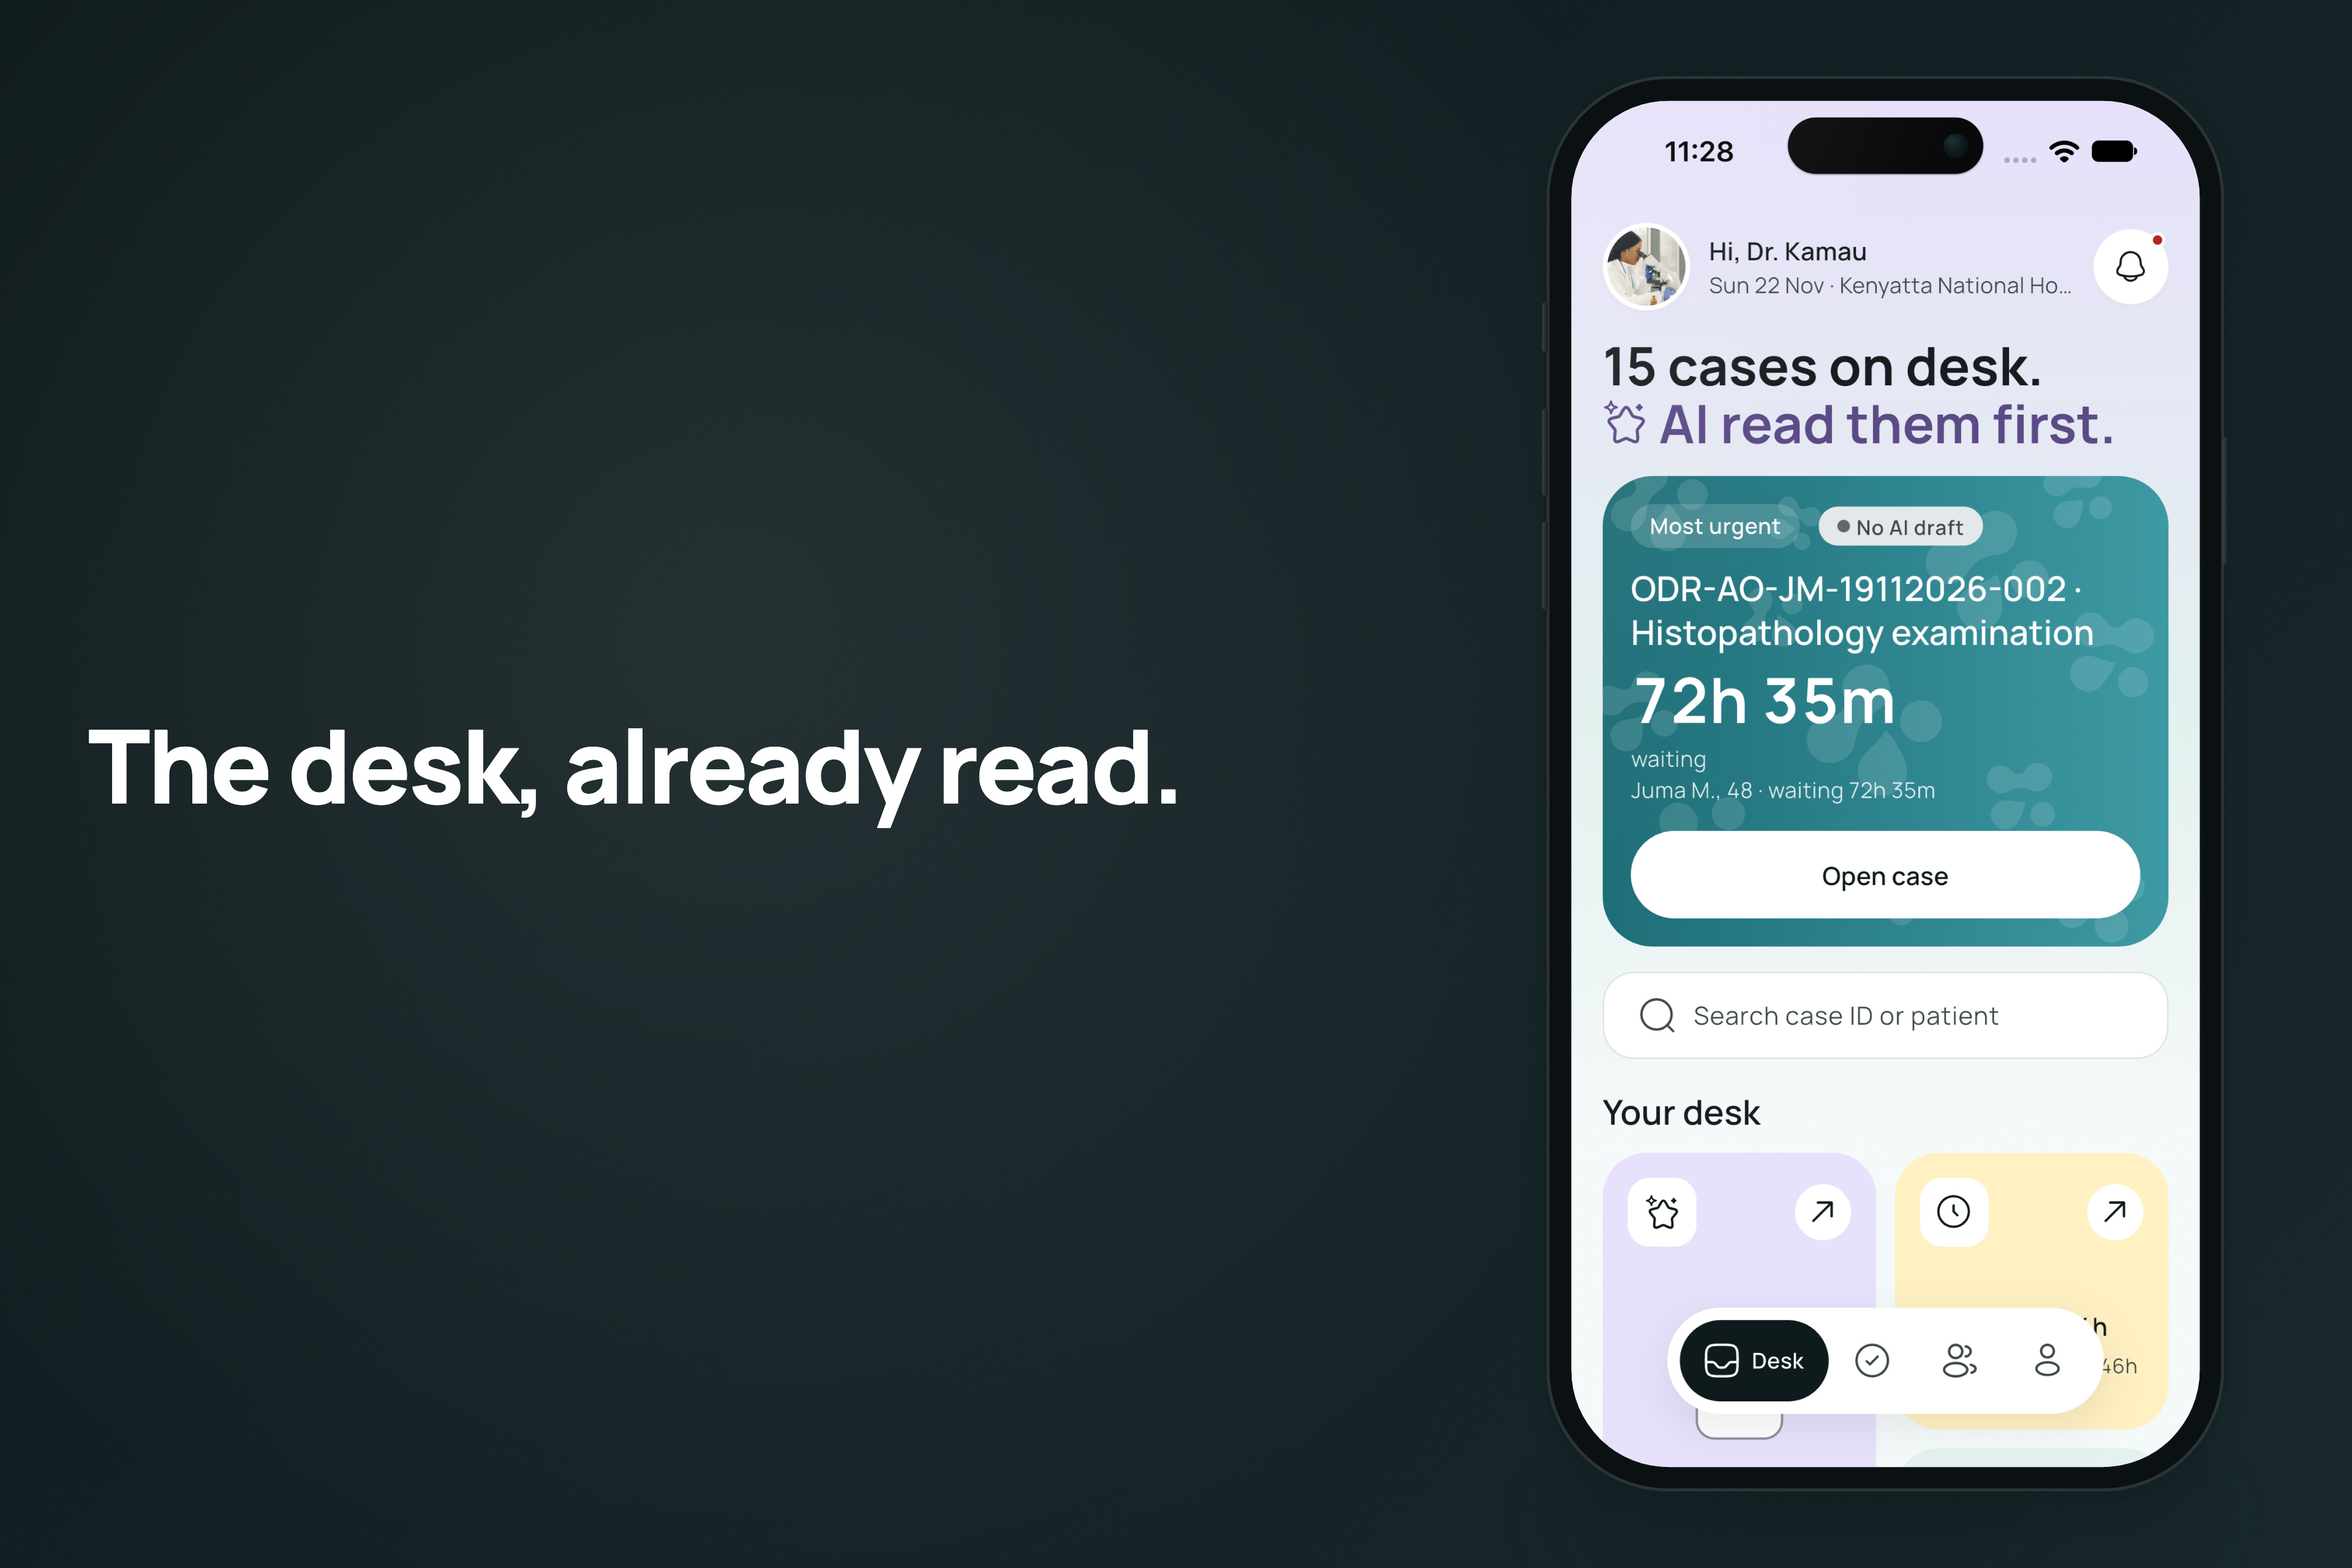 The desk, already read.
11:28
Hi, Dr. Kamau
Sun 22 Nov · Kenyatta National Ho...
15 cases on desk.
AI read them first.
Most urgent
No AI draft
ODR-AO-JM-19112026-002 ·
Histopathology examination
72h 35m
waiting
Juma M., 48 · waiting 72h 35m
Open case
Search case ID or patient
Your desk
h
46h
Desk